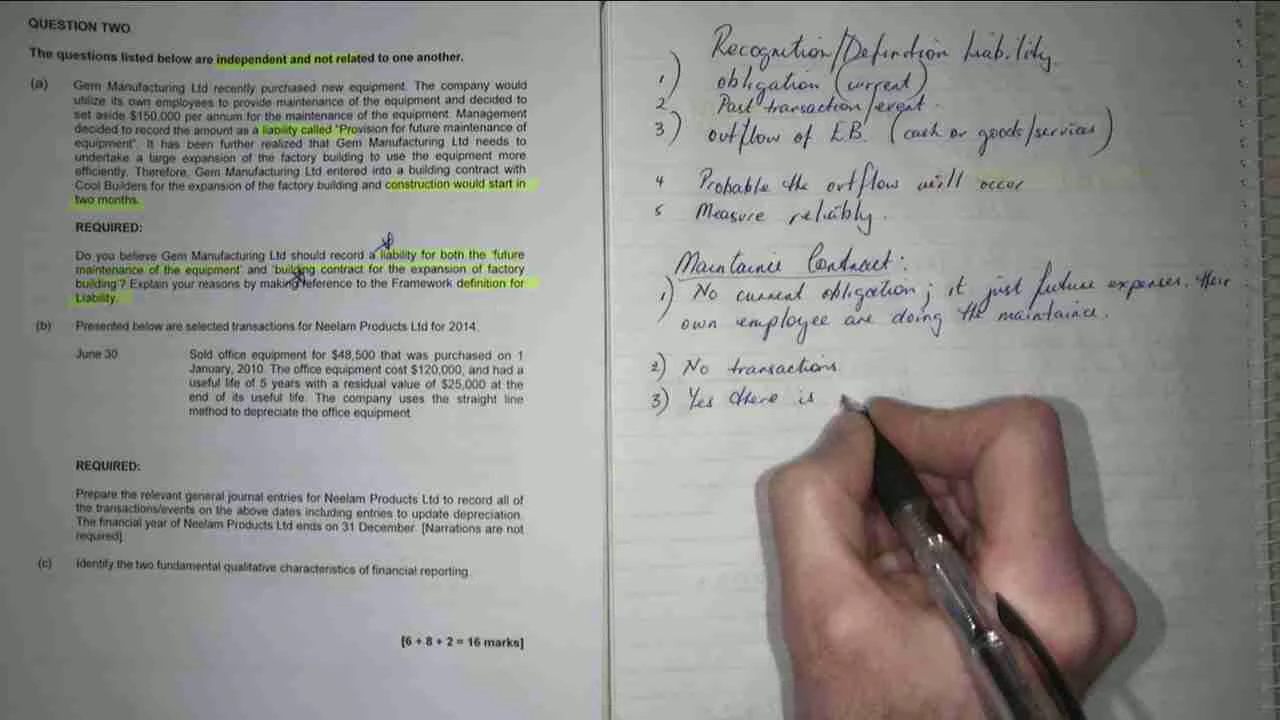 QUESTION TWO
The questions listed below are independent and not related to one another.
(a) Gem Manufacturing Ltd recently purchased new equipment. The company would
utilize its own employees to provide maintenance of the equipment and decided to
set aside $150,000 per annum for the maintenance of the equipment. Management
decided to record the amount as a liability called "Provision for future maintenance of
equipment". It has been further realized that Gem Manufacturing Ltd needs to
undertake a large expansion of the factory building to use the equipment more
efficiently. Therefore, Gem Manufacturing Ltd entered into a building contract with
Cool Builders for the expansion of the factory building and construction would start in
two months.
REQUIRED:
Do you believe Gem Manufacturing Ltd should record a liability for both the 'future
maintenance of the equipment' and 'building contract for the expansion of factory
building'? Explain your reasons by making reference to the Framework definition for
Liability.
(b) Presented below are selected transactions for Neelam Products Ltd for 2014.
June 30 Sold office equipment for $48,500 that was purchased on 1
January, 2010. The office equipment cost $120,000, and had a
useful life of 5 years with a residual value of $25,000 at the
end of its useful life. The company uses the straight line
method to depreciate the office equipment
REQUIRED:
Prepare the relevant general journal entries for Neelam Products Ltd to record all of
the transactions/events on the above dates including entries to update depreciation.
The financial year of Neelam Products Ltd ends on 31 December. [Narrations are not
required]
(c) Identify the two fundamental qualitative characteristics of financial reporting.
[6 + 8 + 2 = 16 marks]
Recognition/Definition Liability
1) obligation (current)
2 Past transaction/event.
3) outflow of E.B. (cash or goods/services)
4 Probable the outflow will occur
5 Measure reliably.
Maintaince Contract:
1) No current obligation; it just future expenses. Their
own employee are doing the maintaince.
2) No transactions.
3) Yes there is